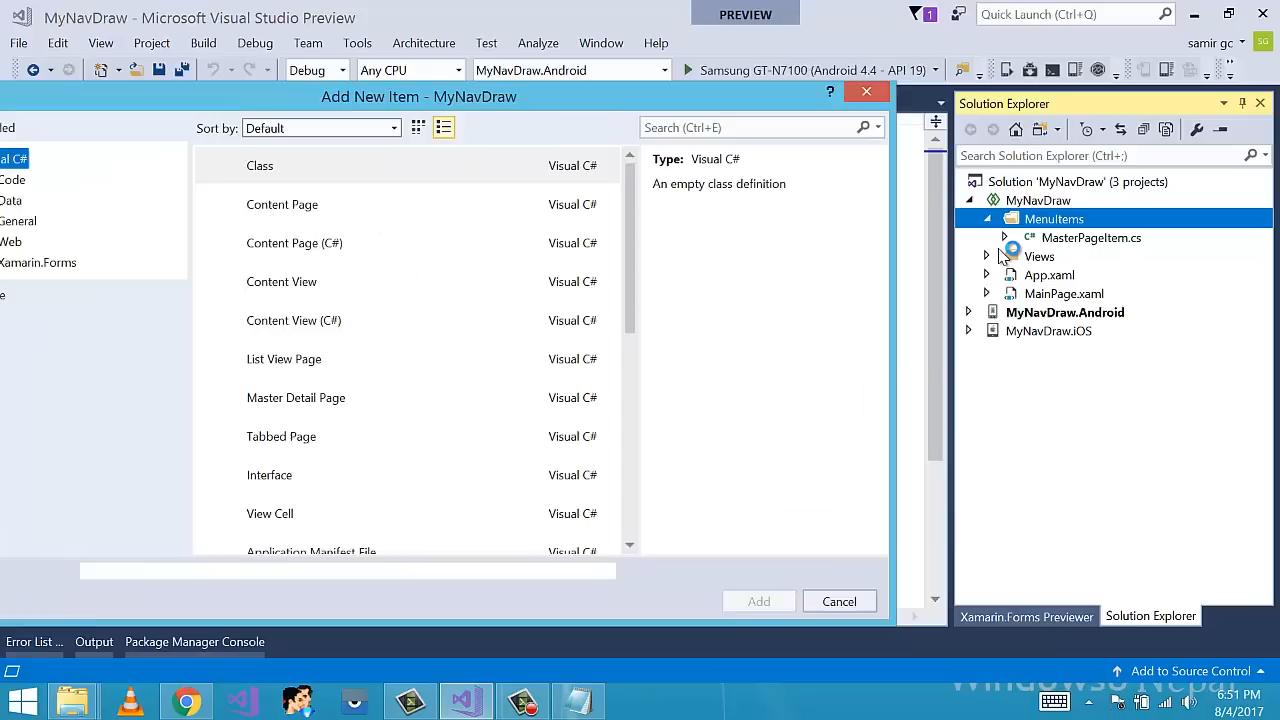 MyNavDraw - Microsoft Visual Studio Preview
PREVIEW
1
Quick Launch (Ctrl+Q)
File Edit View Project Build Debug Team Tools Architecture Test Analyze Window Help
samir gc
SG
Debug
Any CPU
MyNavDraw.Android
Samsung GT-N7100 (Android 4.4 - API 19)
Add New Item - MyNavDraw
?
led
al C#
Code
Data
General
Web
Xamarin.Forms
e
Sort by: Default
Search (Ctrl+E)
Class Visual C#
Content Page Visual C#
Content Page (C#) Visual C#
Content View Visual C#
Content View (C#) Visual C#
List View Page Visual C#
Master Detail Page Visual C#
Tabbed Page Visual C#
Interface Visual C#
View Cell Visual C#
Application Manifest File Visual C#
Type: Visual C#
An empty class definition
Add
Cancel
Solution Explorer
Search Solution Explorer (Ctrl+;)
Solution 'MyNavDraw' (3 projects)
MyNavDraw
MenuItems
C# MasterPageItem.cs
Views
App.xaml
MainPage.xaml
MyNavDraw.Android
MyNavDraw.iOS
Xamarin.Forms Previewer
Solution Explorer
Error List ...
Output
Package Manager Console
Add to Source Control
6:51 PM
8/4/2017